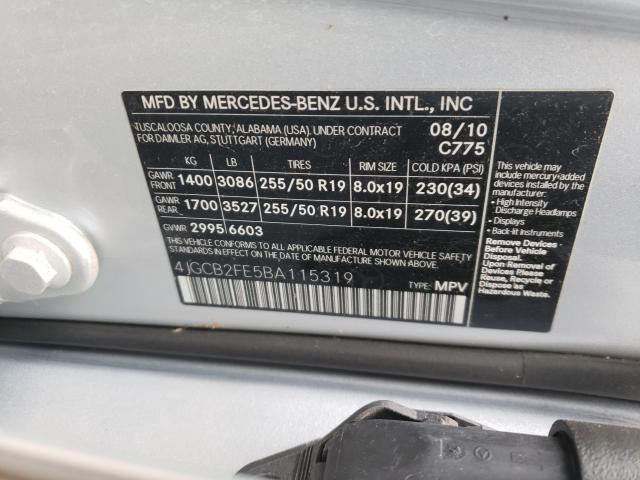 MFD BY MERCEDES-BENZ U.S. INTL., INC
TUSCALOOSA COUNTY, ALABAMA (USA). UNDER CONTRACT
FOR DAIMLER AG, STUTTGART (GERMANY)
08/10
C775
KG LB TIRES RIM SIZE COLD KPA (PSI)
GAWR FRONT 1400 3086 255/50 R19 8.0x19 230(34)
GAWR REAR 1700 3527 255/50 R19 8.0x19 270(39)
GVWR 2995 6603
THIS VEHICLE CONFORMS TO ALL APPLICABLE FEDERAL MOTOR VEHICLE SAFETY
STANDARDS IN EFFECT ON THE DATE OF MANUFACTURE SHOWN ABOVE.
4JGCB2FE5BA115319
TYPE: MPV
This vehicle may
include mercury-added
devices installed by the
manufacturer:
- High Intensity
Discharge Headlamps
- Displays
- Back-lit Instruments
Remove Devices
Before Vehicle
Disposal.
Upon Removal of
Devices Please
Reuse, Recycle or
Dispose as
Hazardous Waste.